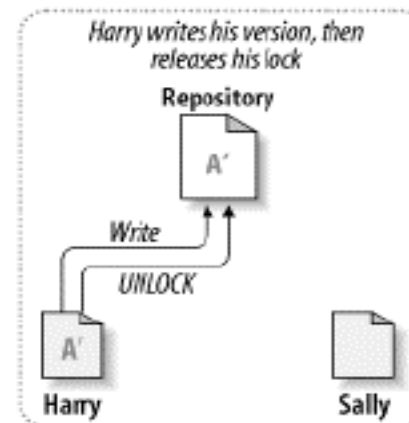 Harry writes his version, then
releases his lock
Repository
A'
Write
UNLOCK
A'
Harry
Sally